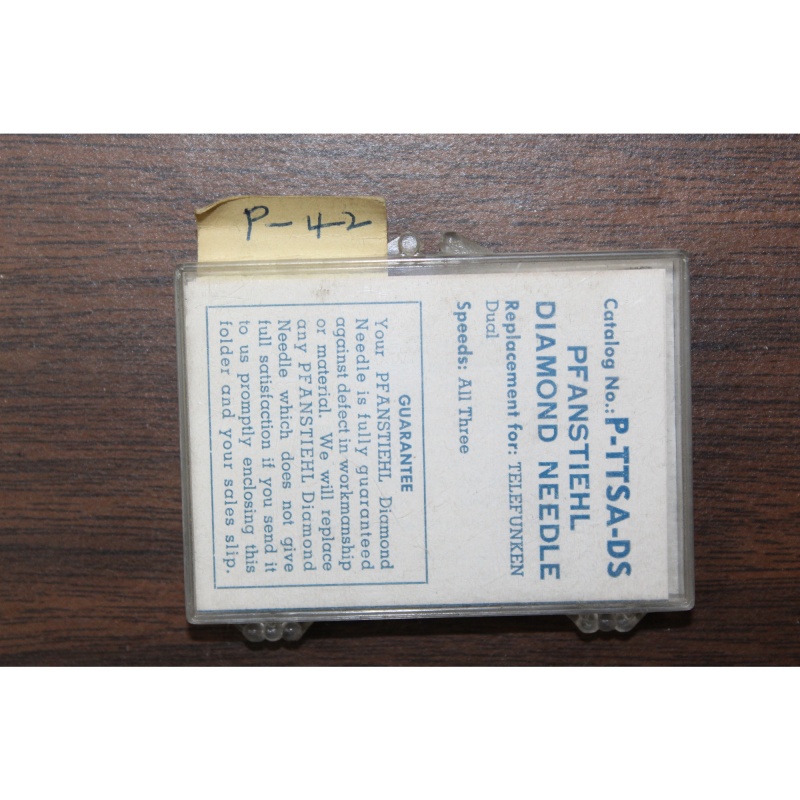 P-42
Catalog No.: P-TTSA-DS
PFANSTIEHL
DIAMOND NEEDLE
Replacement for: TELEFUNKEN
Dual
Speeds: All Three
GUARANTEE
Your PFANSTIEHL Diamond
Needle is fully guaranteed
against defect in workmanship
or material. We will replace
any PFANSTIEHL Diamond
Needle which does not give
full satisfaction if you send it
to us promptly enclosing this
folder and your sales slip.